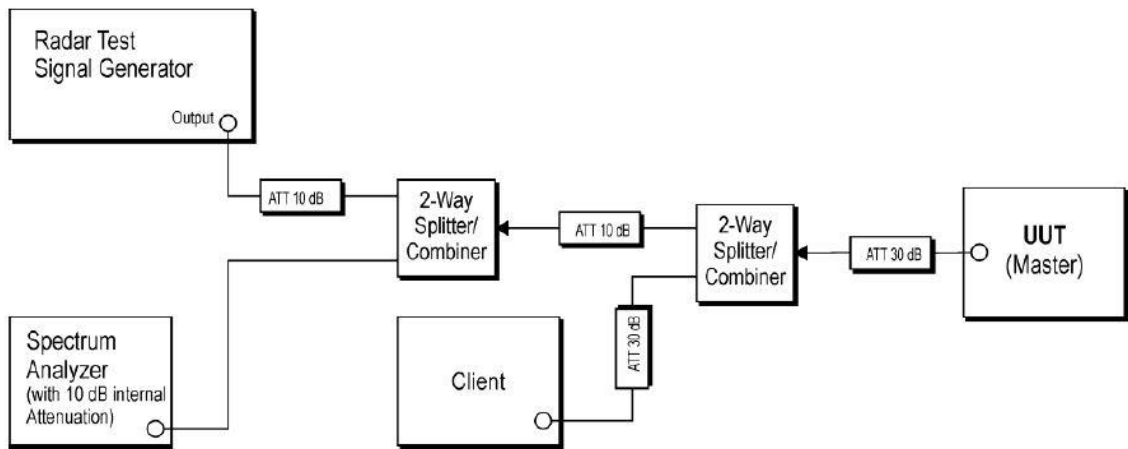 Radar Test
Signal Generator
Output
ATT 10 dB
2-Way
Splitter/
Combiner
ATT 10 dB
2-Way
Splitter/
Combiner
ATT 30 dB
UUT
(Master)
Spectrum
Analyzer
(with 10 dB internal
Attenuation)
Client
ATT 30 dB